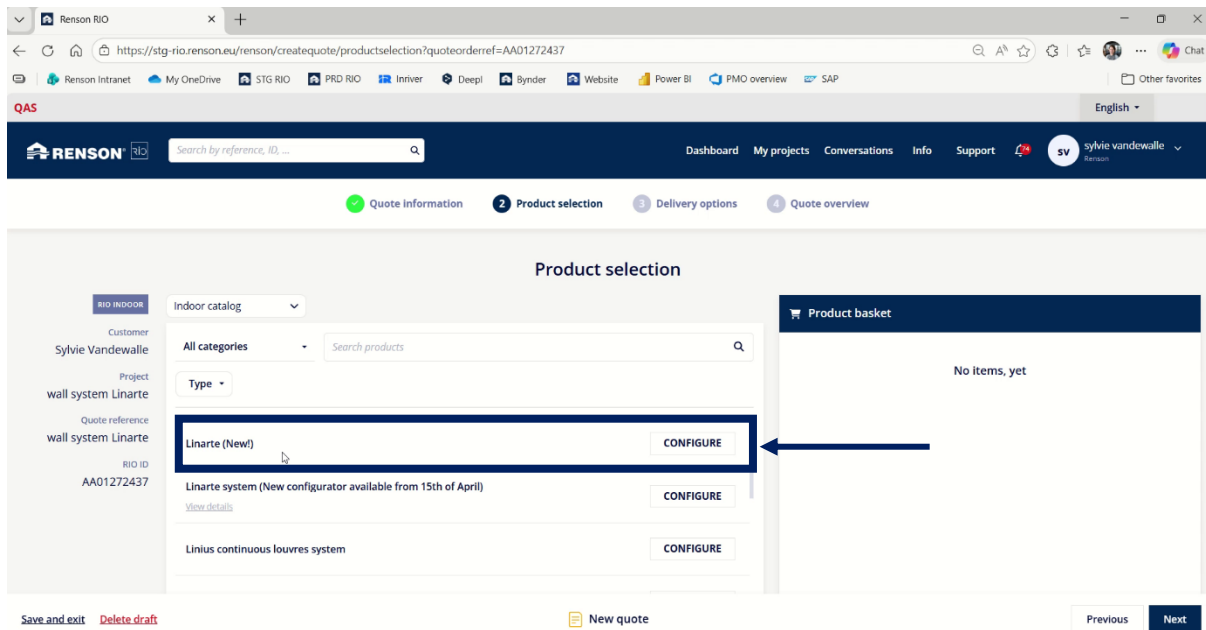 Renson RIO
https://stg-rio.renson.eu/renson/createquote/productselection?quoteorderref=AA01272437
Chat
Renson Intranet My OneDrive STG RIO PRD RIO Inriver Deepl Bynder Website Power BI PMO overview SAP Other favorites
QAS English
RENSON rio Search by reference, ID, ... Dashboard My projects Conversations Info Support 74 SV sylvie vandewalle
Renson
Quote information 2 Product selection 3 Delivery options 4 Quote overview
Product selection
RIO INDOOR Indoor catalog
Product basket
Customer
Sylvie Vandewalle
All categories Search products
No items, yet
Project
wall system Linarte
Type
Quote reference
wall system Linarte
Linarte (New!) CONFIGURE
RIO ID
AA01272437
Linarte system (New configurator available from 15th of April) CONFIGURE
View details
Linius continuous louvres system CONFIGURE
Save and exit Delete draft New quote Previous Next